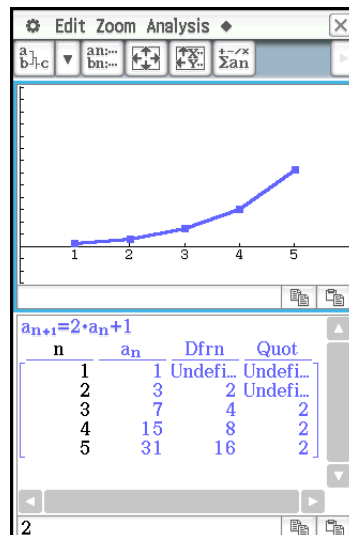 Edit Zoom Analysis ◆
a b c an:… bn:… X… Y… +−/× Σan
1 2 3 4 5
aₙ₊₁=2·aₙ+1
n aₙ Dfrn Quot
1 1 Undefi… Undefi…
2 3 2 Undefi…
3 7 4 2
4 15 8 2
5 31 16 2
2